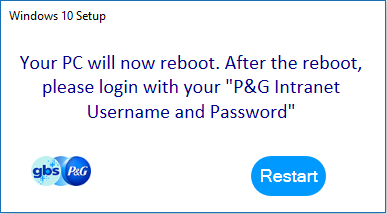 Windows 10 Setup
Your PC will now reboot. After the reboot,
please login with your "P&G Intranet
Username and Password"
gbs P&G
Restart